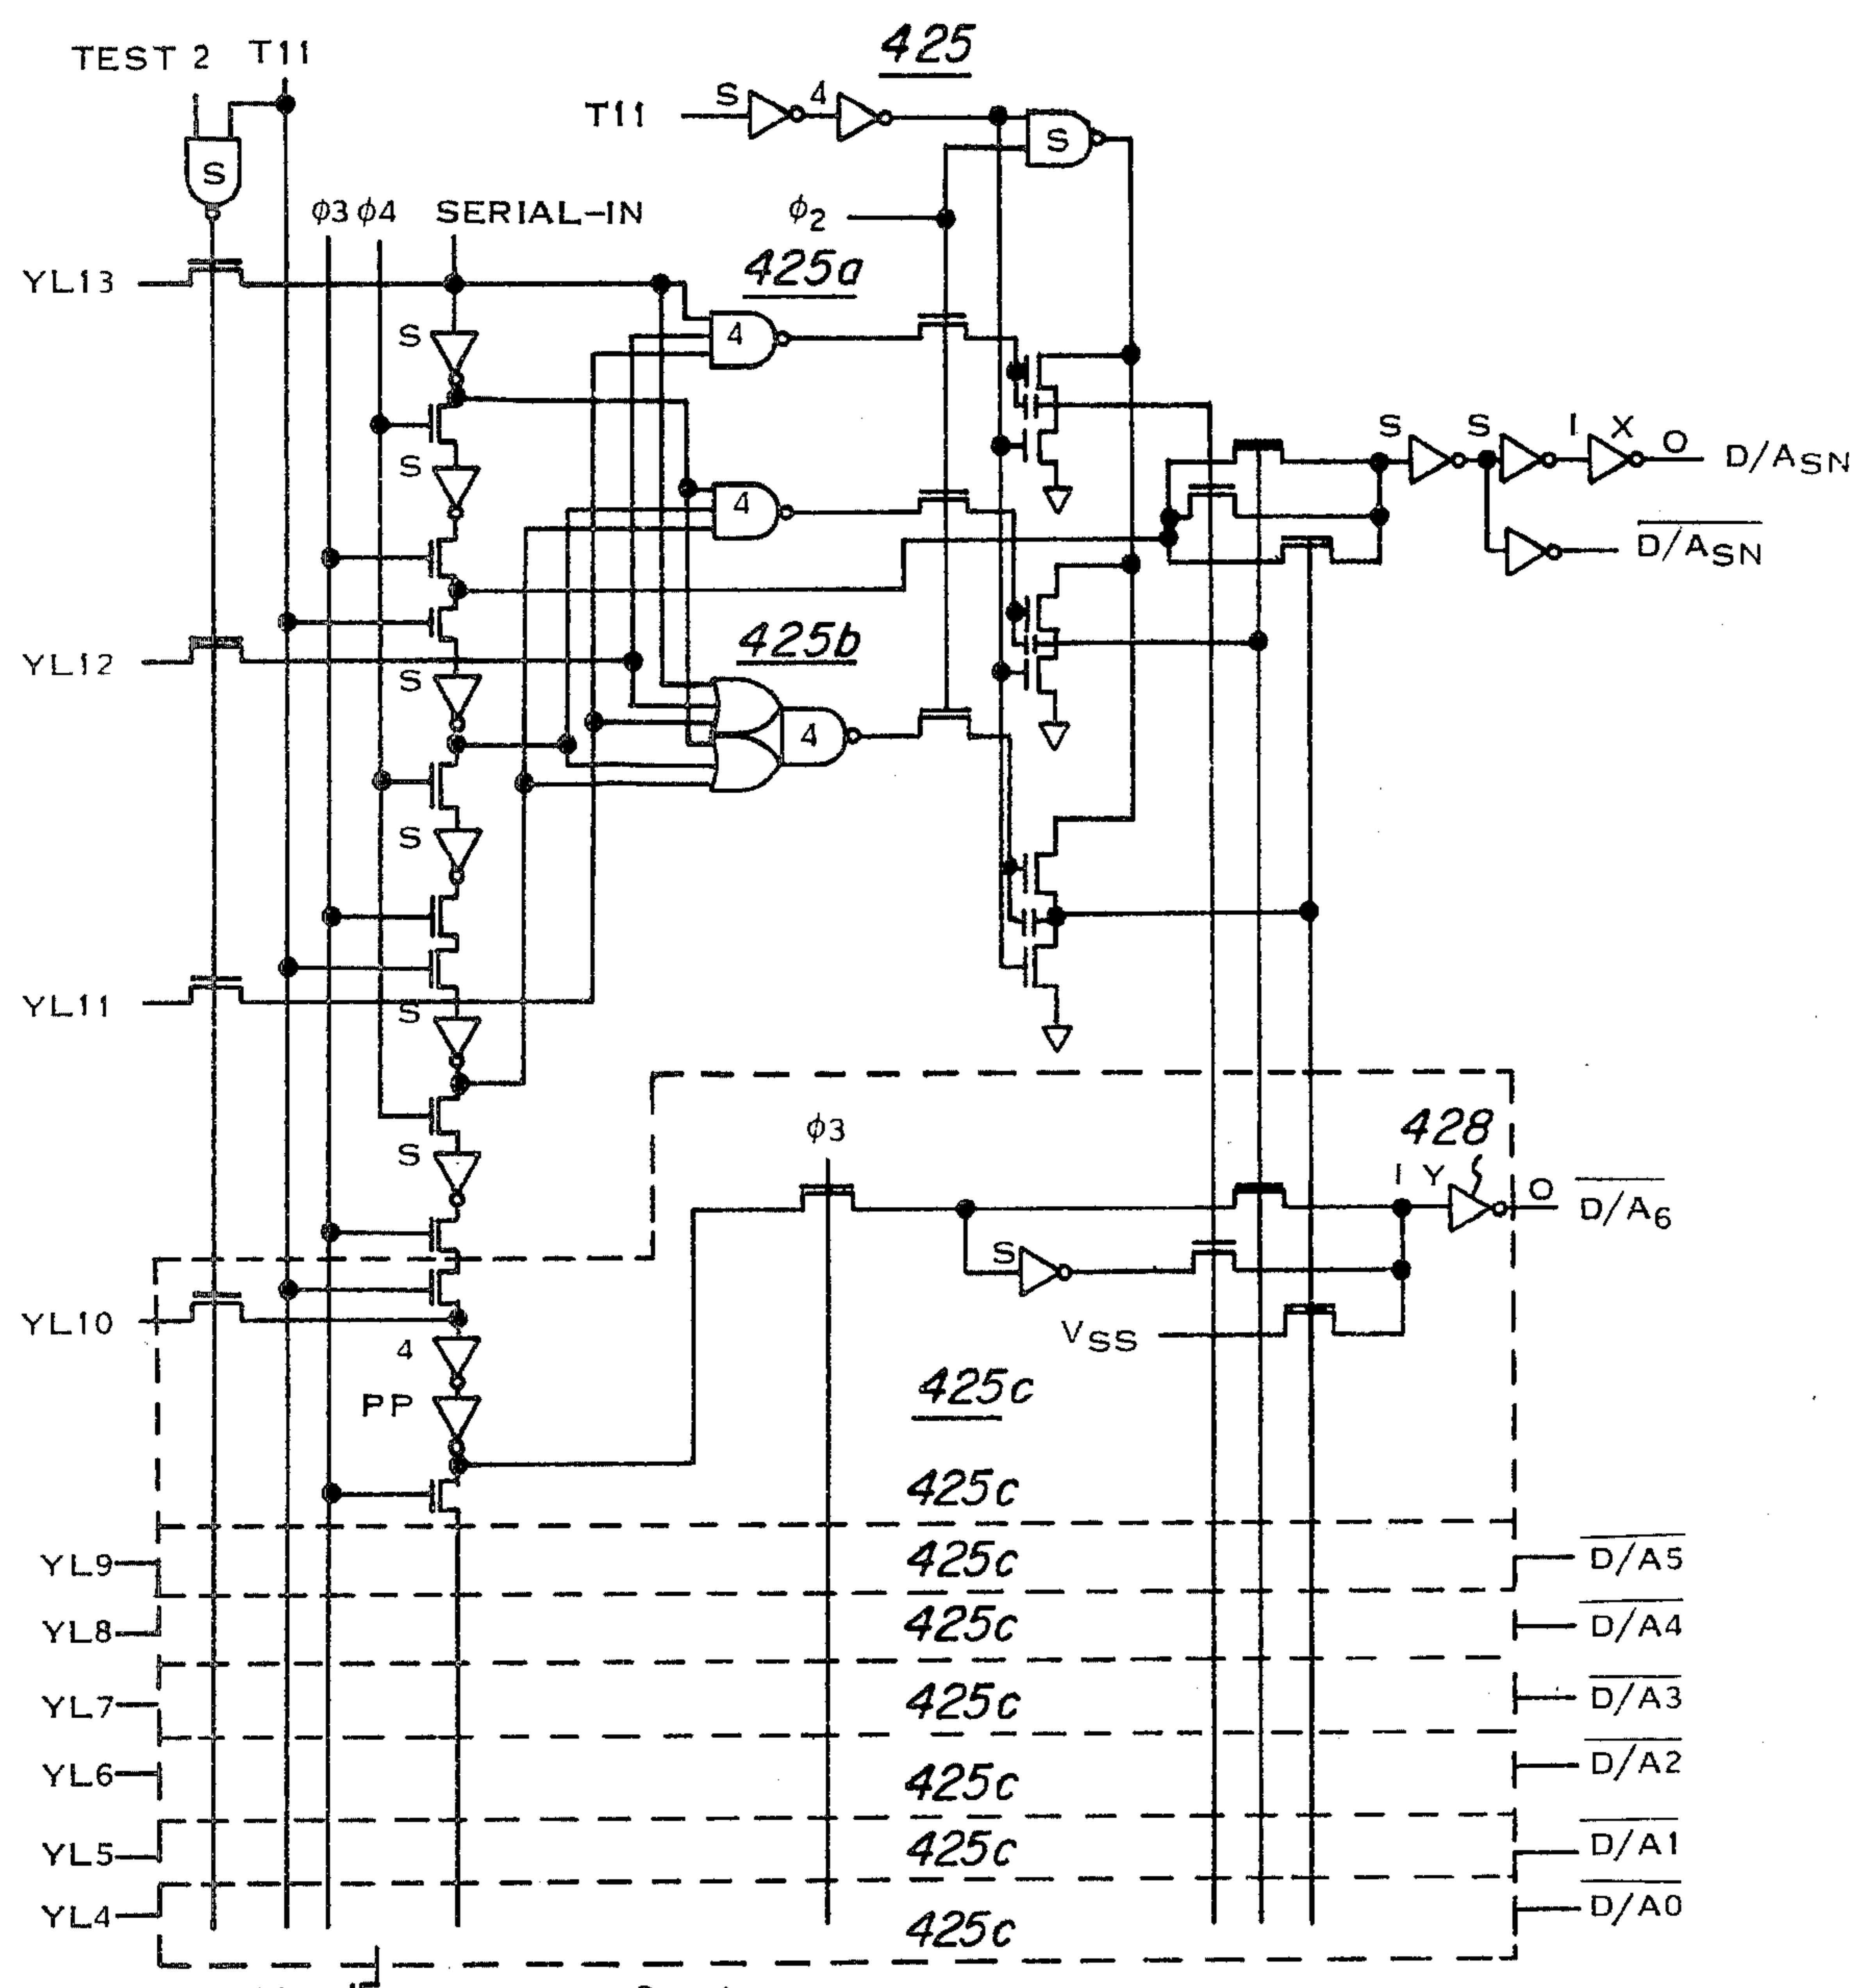 425
TEST 2 T11
T11 S 4
S
S
φ3 φ4 SERIAL-IN
φ2
YL13
425a
S
4
S
4
S S I X O D/ASN
D/ASN
YL12
425b
S
4
S
YL11
S
φ3
428
S
I Y O D/A6
S
YL10
VSS
4
425c
PP
425c
YL9 425c D/A5
YL8 425c D/A4
YL7 425c D/A3
YL6 425c D/A2
YL5 425c D/A1
YL4 425c D/A0